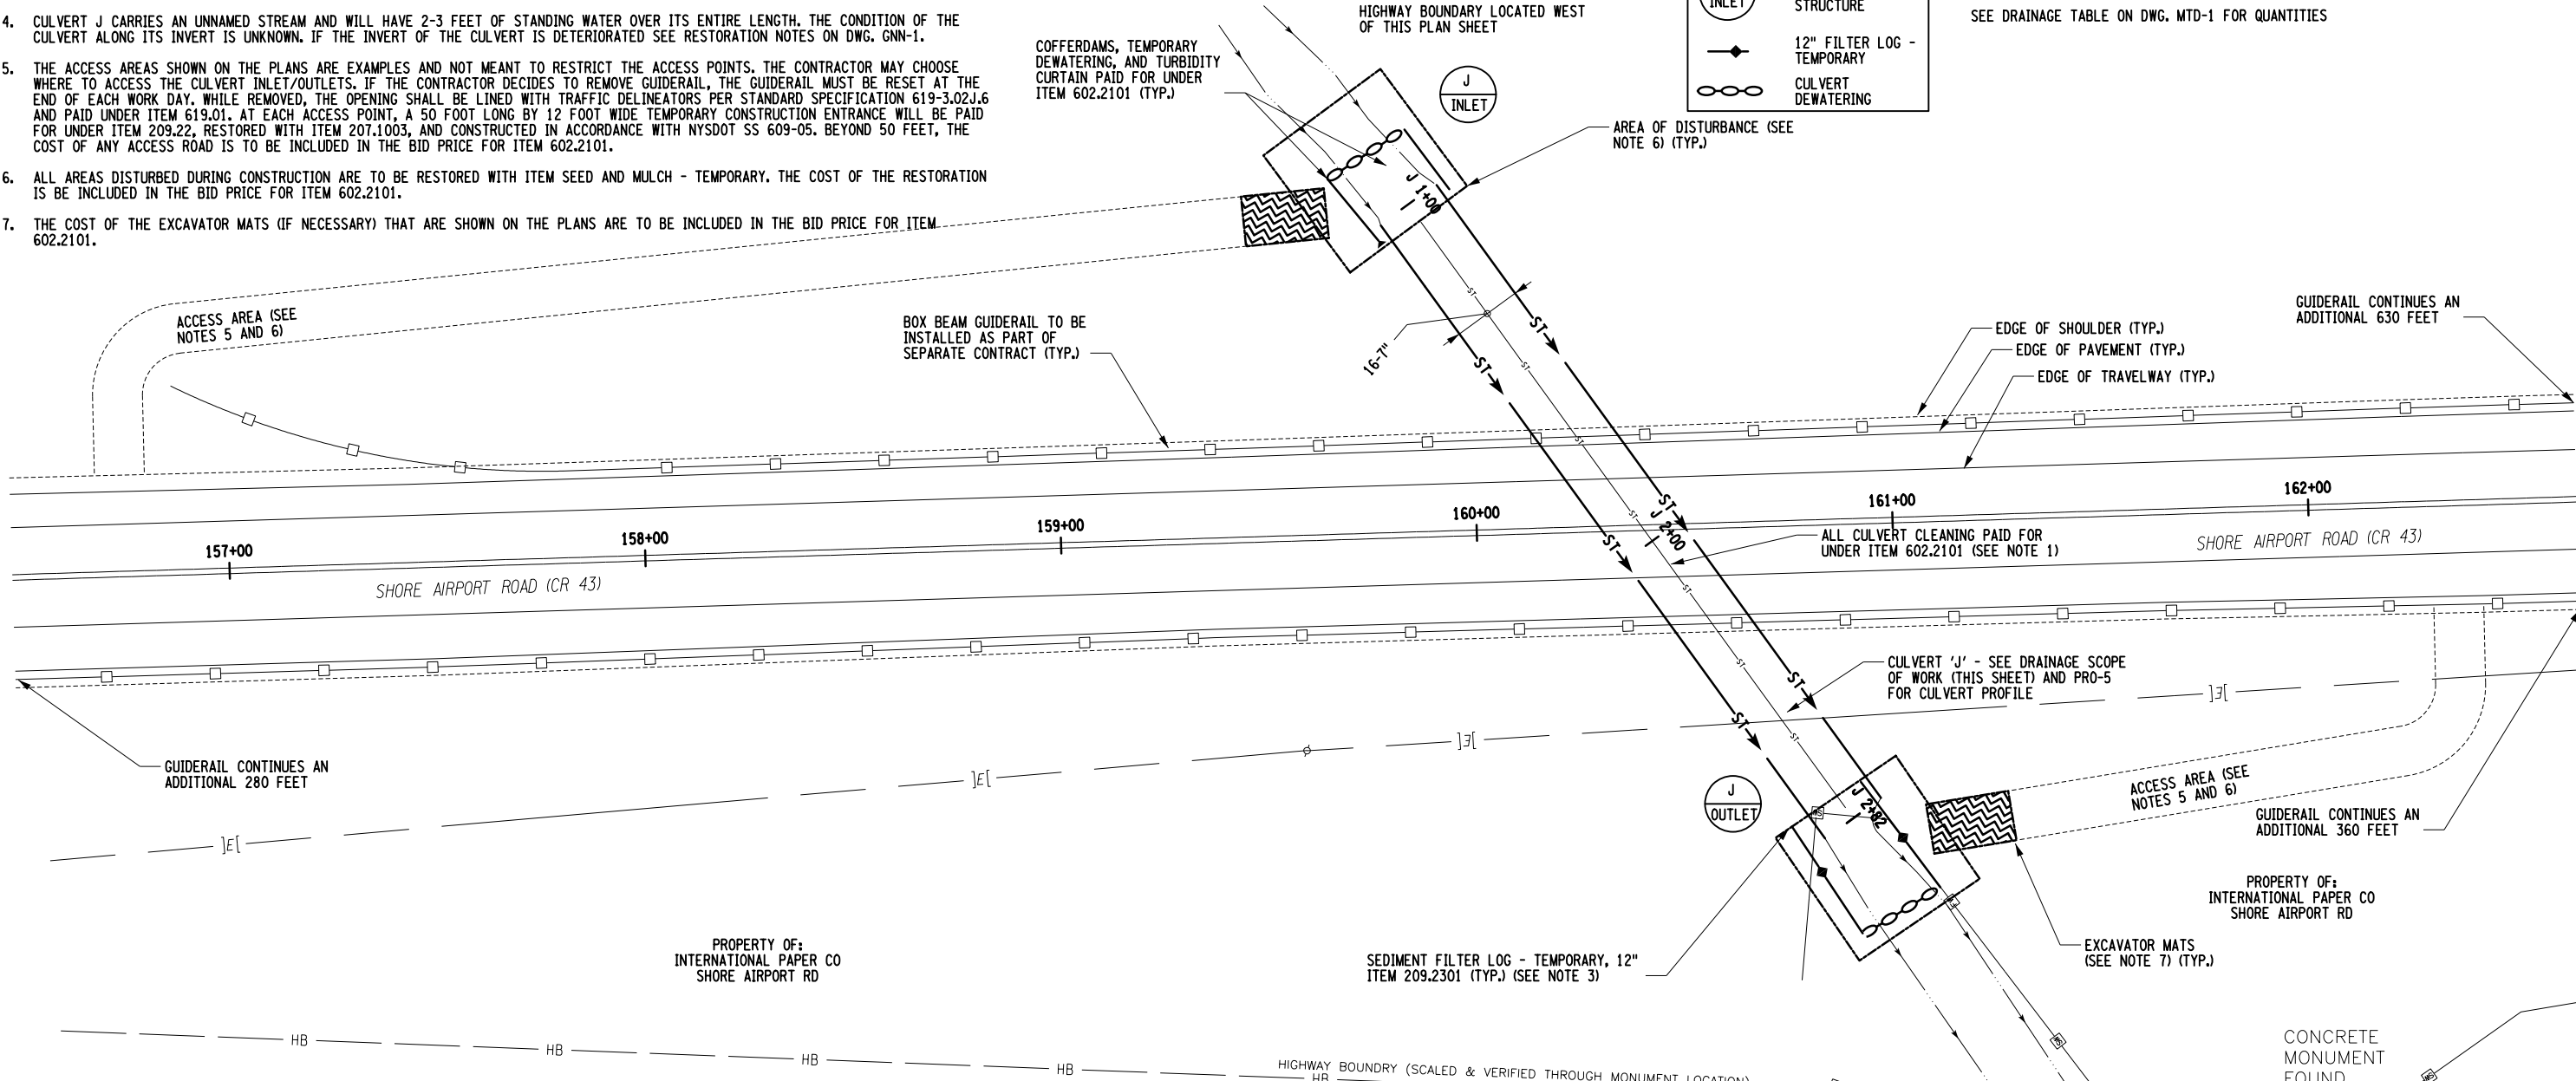 4. CULVERT J CARRIES AN UNNAMED STREAM AND WILL HAVE 2-3 FEET OF STANDING WATER OVER ITS ENTIRE LENGTH. THE CONDITION OF THE
CULVERT ALONG ITS INVERT IS UNKNOWN. IF THE INVERT OF THE CULVERT IS DETERIORATED SEE RESTORATION NOTES ON DWG. GNN-1.
5. THE ACCESS AREAS SHOWN ON THE PLANS ARE EXAMPLES AND NOT MEANT TO RESTRICT THE ACCESS POINTS. THE CONTRACTOR MAY CHOOSE
WHERE TO ACCESS THE CULVERT INLET/OUTLETS. IF THE CONTRACTOR DECIDES TO REMOVE GUIDERAIL, THE GUIDERAIL MUST BE RESET AT THE
END OF EACH WORK DAY. WHILE REMOVED, THE OPENING SHALL BE LINED WITH TRAFFIC DELINEATORS PER STANDARD SPECIFICATION 619-3.02J.6
AND PAID UNDER ITEM 619.01. AT EACH ACCESS POINT, A 50 FOOT LONG BY 12 FOOT WIDE TEMPORARY CONSTRUCTION ENTRANCE WILL BE PAID
FOR UNDER ITEM 209.22, RESTORED WITH ITEM 207.1003, AND CONSTRUCTED IN ACCORDANCE WITH NYSDOT SS 609-05. BEYOND 50 FEET, THE
COST OF ANY ACCESS ROAD IS TO BE INCLUDED IN THE BID PRICE FOR ITEM 602.2101.
6. ALL AREAS DISTURBED DURING CONSTRUCTION ARE TO BE RESTORED WITH ITEM SEED AND MULCH - TEMPORARY. THE COST OF THE RESTORATION
IS BE INCLUDED IN THE BID PRICE FOR ITEM 602.2101.
7. THE COST OF THE EXCAVATOR MATS (IF NECESSARY) THAT ARE SHOWN ON THE PLANS ARE TO BE INCLUDED IN THE BID PRICE FOR ITEM
602.2101.
COFFERDAMS, TEMPORARY
DEWATERING, AND TURBIDITY
CURTAIN PAID FOR UNDER
ITEM 602.2101 (TYP.)
HIGHWAY BOUNDARY LOCATED WEST
OF THIS PLAN SHEET
INLET
STRUCTURE
12" FILTER LOG -
TEMPORARY
CULVERT
DEWATERING
SEE DRAINAGE TABLE ON DWG. MTD-1 FOR QUANTITIES
J
INLET
AREA OF DISTURBANCE (SEE
NOTE 6) (TYP.)
J 1+00
ACCESS AREA (SEE
NOTES 5 AND 6)
BOX BEAM GUIDERAIL TO BE
INSTALLED AS PART OF
SEPARATE CONTRACT (TYP.)
16-7"
ST
ST
ST
ST
ST
ST
ST
ST
ST
ST
ST
ST
ST
GUIDERAIL CONTINUES AN
ADDITIONAL 630 FEET
EDGE OF SHOULDER (TYP.)
EDGE OF PAVEMENT (TYP.)
EDGE OF TRAVELWAY (TYP.)
157+00
158+00
159+00
160+00
161+00
162+00
J 2+00
ALL CULVERT CLEANING PAID FOR
UNDER ITEM 602.2101 (SEE NOTE 1)
SHORE AIRPORT ROAD (CR 43)
SHORE AIRPORT ROAD (CR 43)
CULVERT 'J' - SEE DRAINAGE SCOPE
OF WORK (THIS SHEET) AND PRO-5
FOR CULVERT PROFILE
GUIDERAIL CONTINUES AN
ADDITIONAL 280 FEET
]E[
]E[
]E[
]E[
J
OUTLET
J 2+82
ACCESS AREA (SEE
NOTES 5 AND 6)
GUIDERAIL CONTINUES AN
ADDITIONAL 360 FEET
PROPERTY OF:
INTERNATIONAL PAPER CO
SHORE AIRPORT RD
PROPERTY OF:
INTERNATIONAL PAPER CO
SHORE AIRPORT RD
SEDIMENT FILTER LOG - TEMPORARY, 12"
ITEM 209.2301 (TYP.) (SEE NOTE 3)
EXCAVATOR MATS
(SEE NOTE 7) (TYP.)
HB
HB
HB
HB
HB
HIGHWAY BOUNDRY (SCALED & VERIFIED THROUGH MONUMENT LOCATION)
CONCRETE
MONUMENT
FOUND